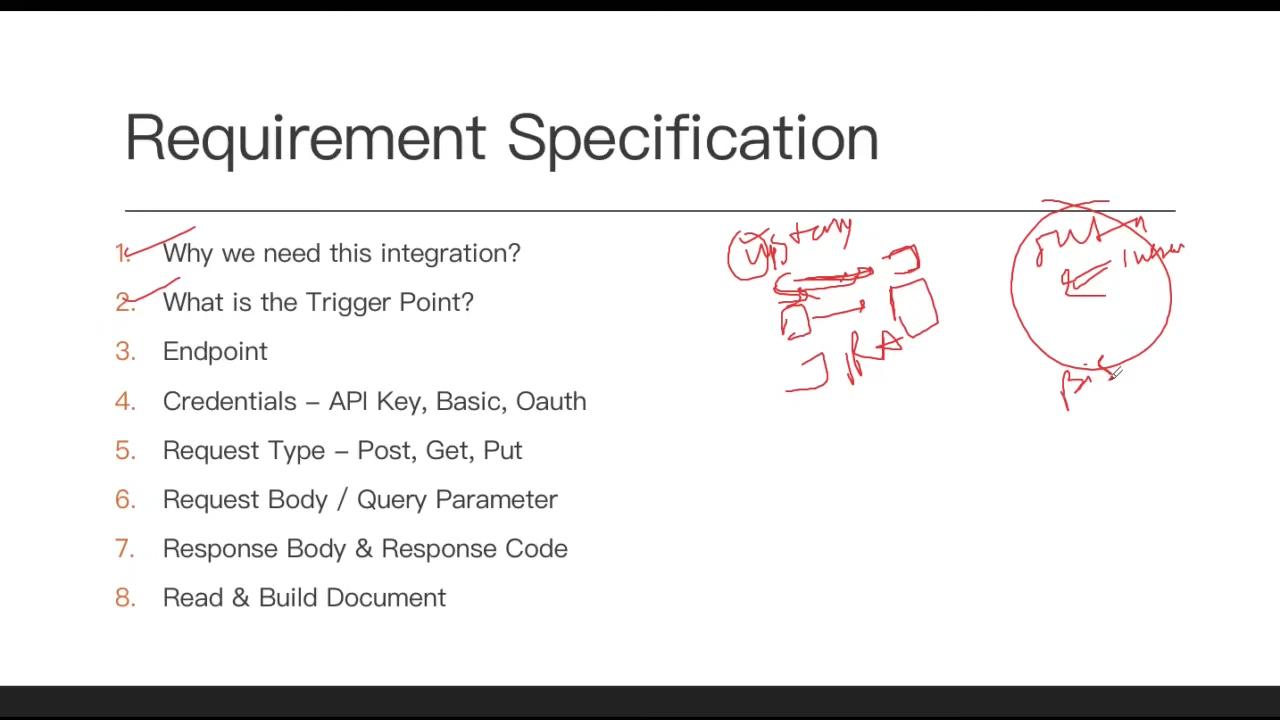 Requirement Specification
1. Why we need this integration?
2. What is the Trigger Point?
3. Endpoint
4. Credentials – API Key, Basic, Oauth
5. Request Type – Post, Get, Put
6. Request Body / Query Parameter
7. Response Body & Response Code
8. Read & Build Document
JIRA